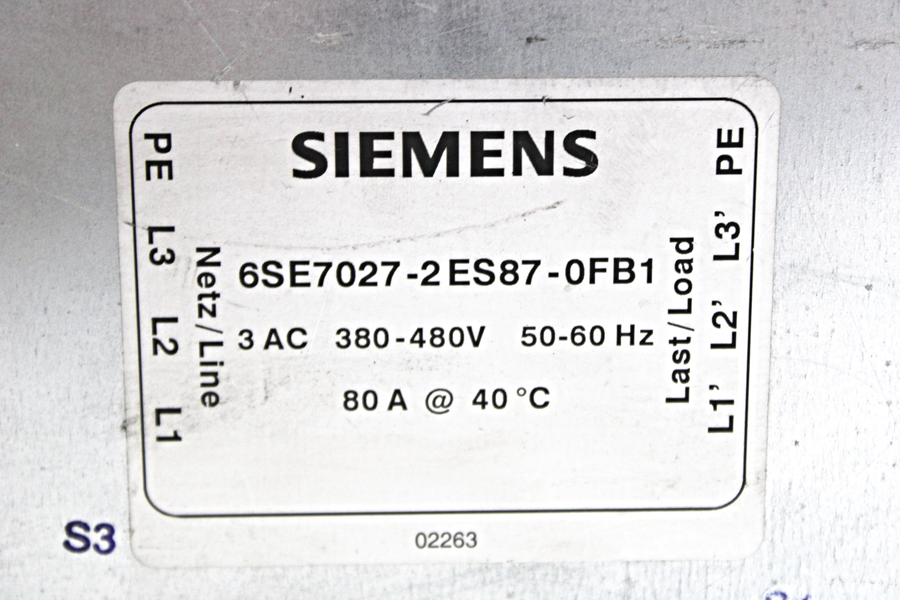 SIEMENS
PE L3 L2 L1
Netz/Line
6SE7027-2ES87-0FB1
3 AC 380-480V 50-60 Hz
80 A @ 40 °C
Last/Load
L1' L2' L3' PE
S3
02263